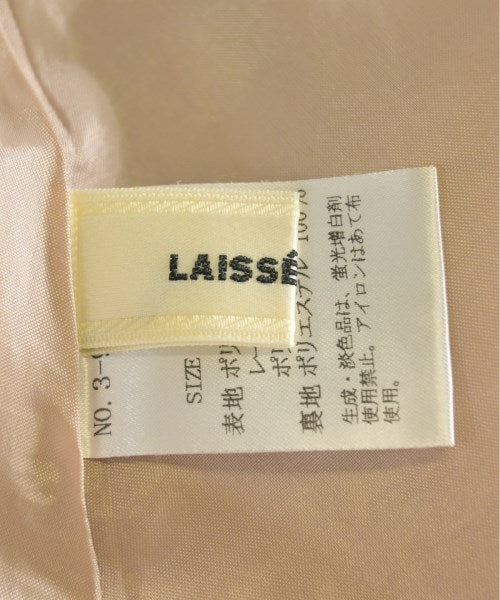 LAISSE
NO. 3-9
SIZE
表地 ポリ
レー
ポ
裏地 ポリエステル 100%
生成・淡色品は、蛍光増白剤
使用禁止。アイロンはあて布
使用。